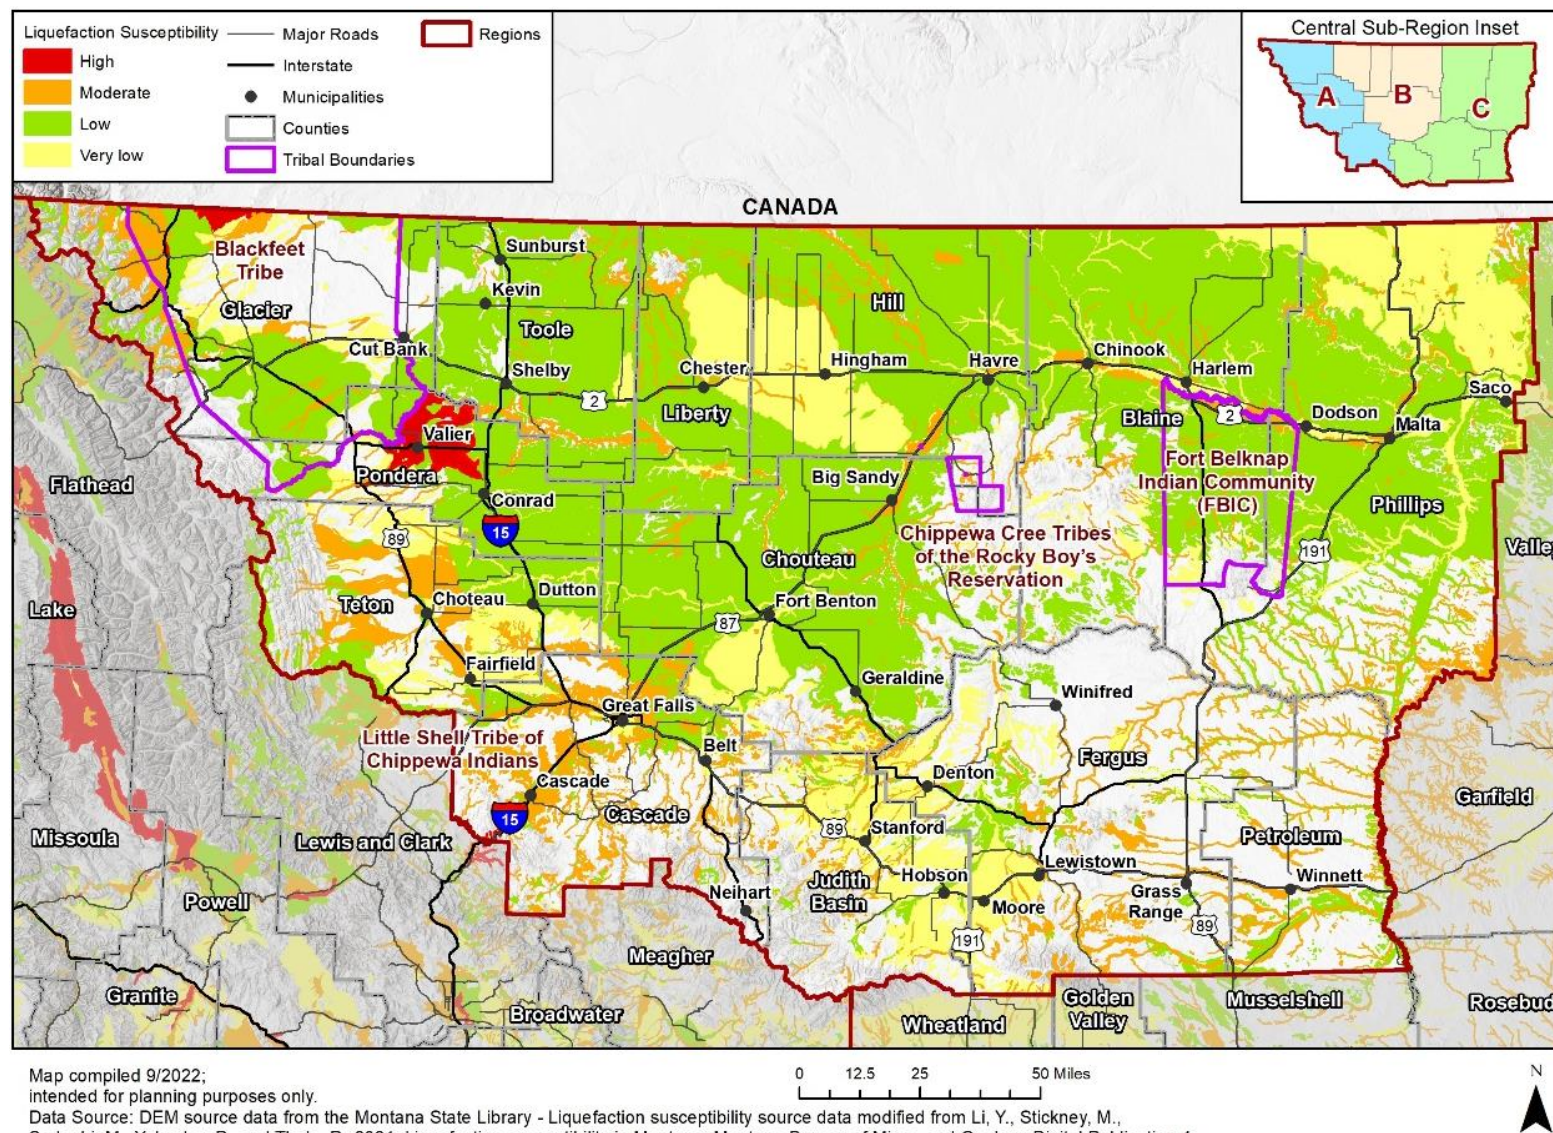 Liquefaction Susceptibility
High
Moderate
Low
Very low
Major Roads
Interstate
Municipalities
Counties
Tribal Boundaries
Regions
Central Sub-Region Inset
A
B
C
CANADA
Blackfeet
Tribe
Glacier
Sunburst
Kevin
Toole
Cut Bank
Shelby
2
Chester
Liberty
Hingham
Hill
Havre
Chinook
Harlem
Blaine
2
Dodson
Malta
Saco
Valier
Pondera
Conrad
15
Flathead
Big Sandy
Fort Belknap
Indian Community
(FBIC)
Phillips
89
Chippewa Cree Tribes
of the Rocky Boy's
Reservation
Chouteau
191
Valle
Lake
Teton
Choteau
Dutton
Fort Benton
87
Fairfield
Geraldine
Winifred
Great Falls
Little Shell Tribe of
Chippewa Indians
Belt
Fergus
Cascade
Denton
Cascade
15
89
Stanford
Garfield
Missoula
Lewis and Clark
Petroleum
Lewistown
Judith
Basin
Hobson
Winnett
Neihart
Moore
Grass
Range
Powell
89
191
Meagher
Granite
Broadwater
Wheatland
Golden
Valley
Musselshell
Rosebud
Map compiled 9/2022;
intended for planning purposes only.
0 12.5 25 50 Miles
N
Data Source: DEM source data from the Montana State Library - Liquefaction susceptibility source data modified from Li, Y., Stickney, M.,